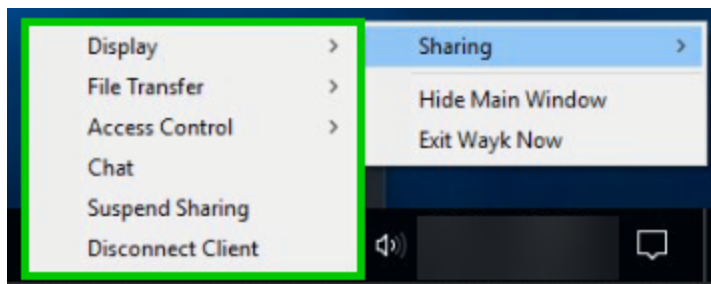 Display
File Transfer
Access Control
Chat
Suspend Sharing
Disconnect Client
Sharing
Hide Main Window
Exit Wayk Now